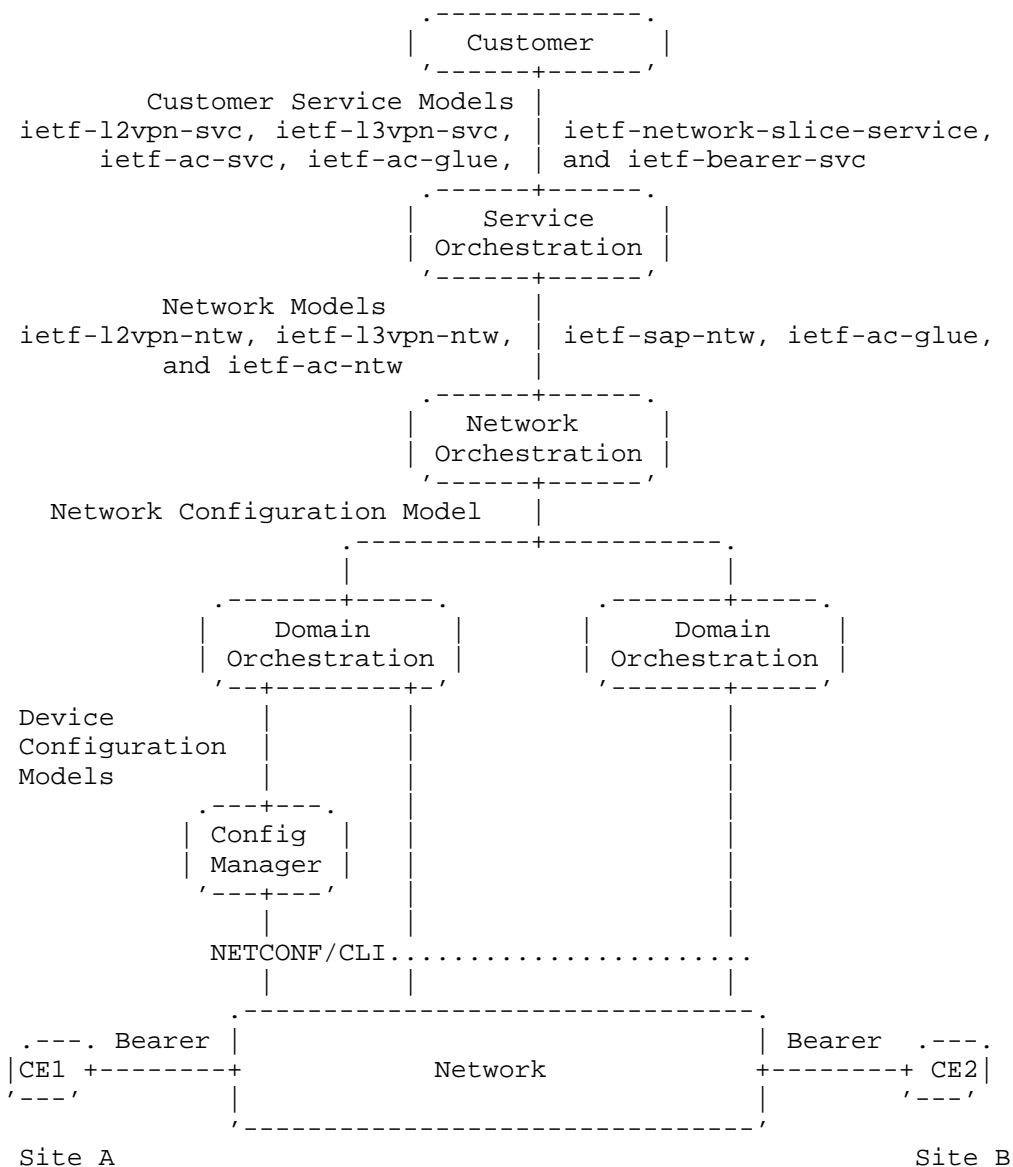 Customer
Customer Service Models
ietf-l2vpn-svc, ietf-l3vpn-svc, ietf-network-slice-service,
ietf-ac-svc, ietf-ac-glue, and ietf-bearer-svc
Service
Orchestration
Network Models
ietf-l2vpn-ntw, ietf-l3vpn-ntw, ietf-sap-ntw, ietf-ac-glue,
and ietf-ac-ntw
Network
Orchestration
Network Configuration Model
Domain Domain
Orchestration Orchestration
Device
Configuration
Models
Config
Manager
NETCONF/CLI........................
Bearer Bearer
CE1 Network CE2
Site A Site B